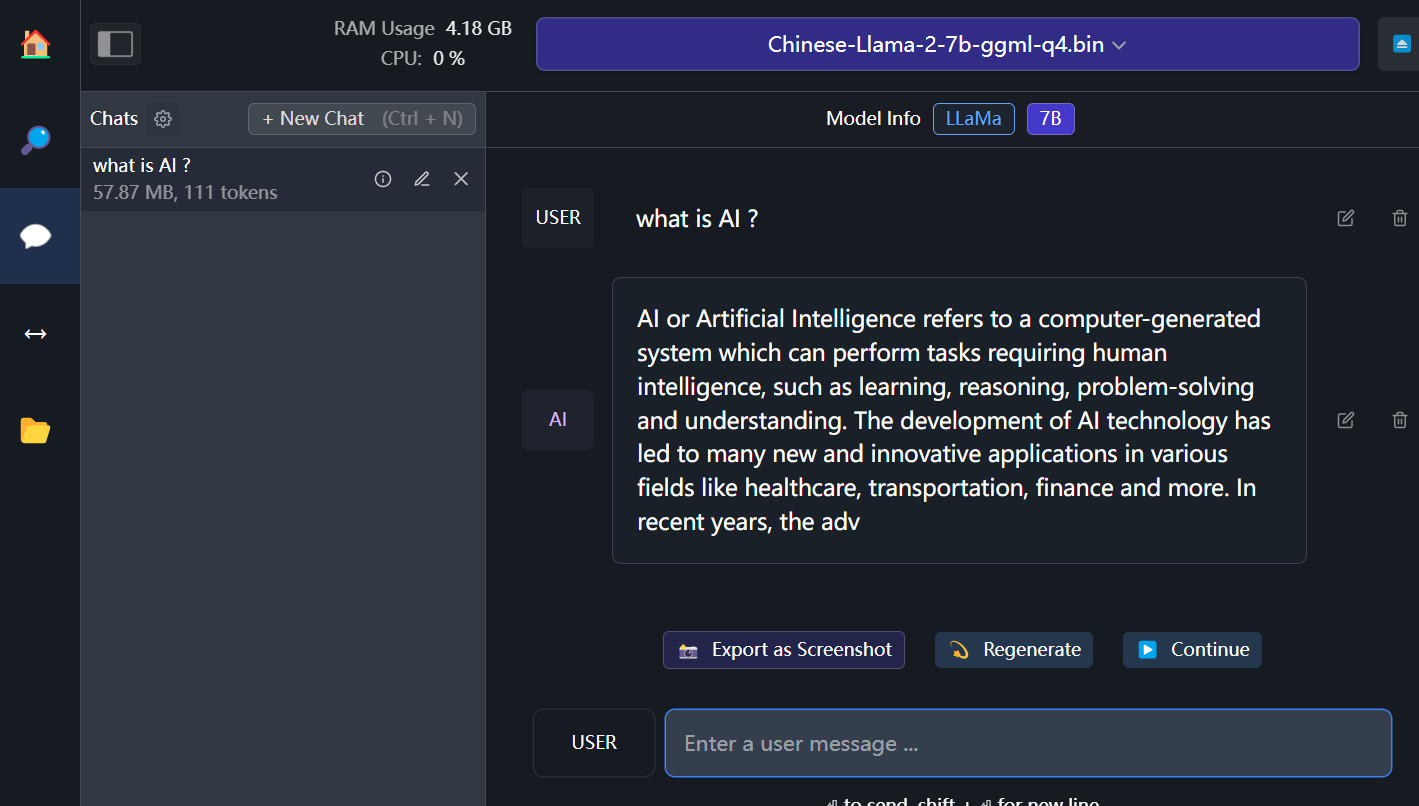 RAM Usage 4.18 GB
CPU: 0 %
Chinese-Llama-2-7b-ggml-q4.bin
Chats
+ New Chat (Ctrl + N)
Model Info LLaMa 7B
what is AI ?
57.87 MB, 111 tokens
USER
what is AI ?
AI
AI or Artificial Intelligence refers to a computer-generated
system which can perform tasks requiring human
intelligence, such as learning, reasoning, problem-solving
and understanding. The development of AI technology has
led to many new and innovative applications in various
fields like healthcare, transportation, finance and more. In
recent years, the adv
Export as Screenshot
Regenerate
Continue
USER
Enter a user message ...
⏎ to send, shift + ⏎ for new line